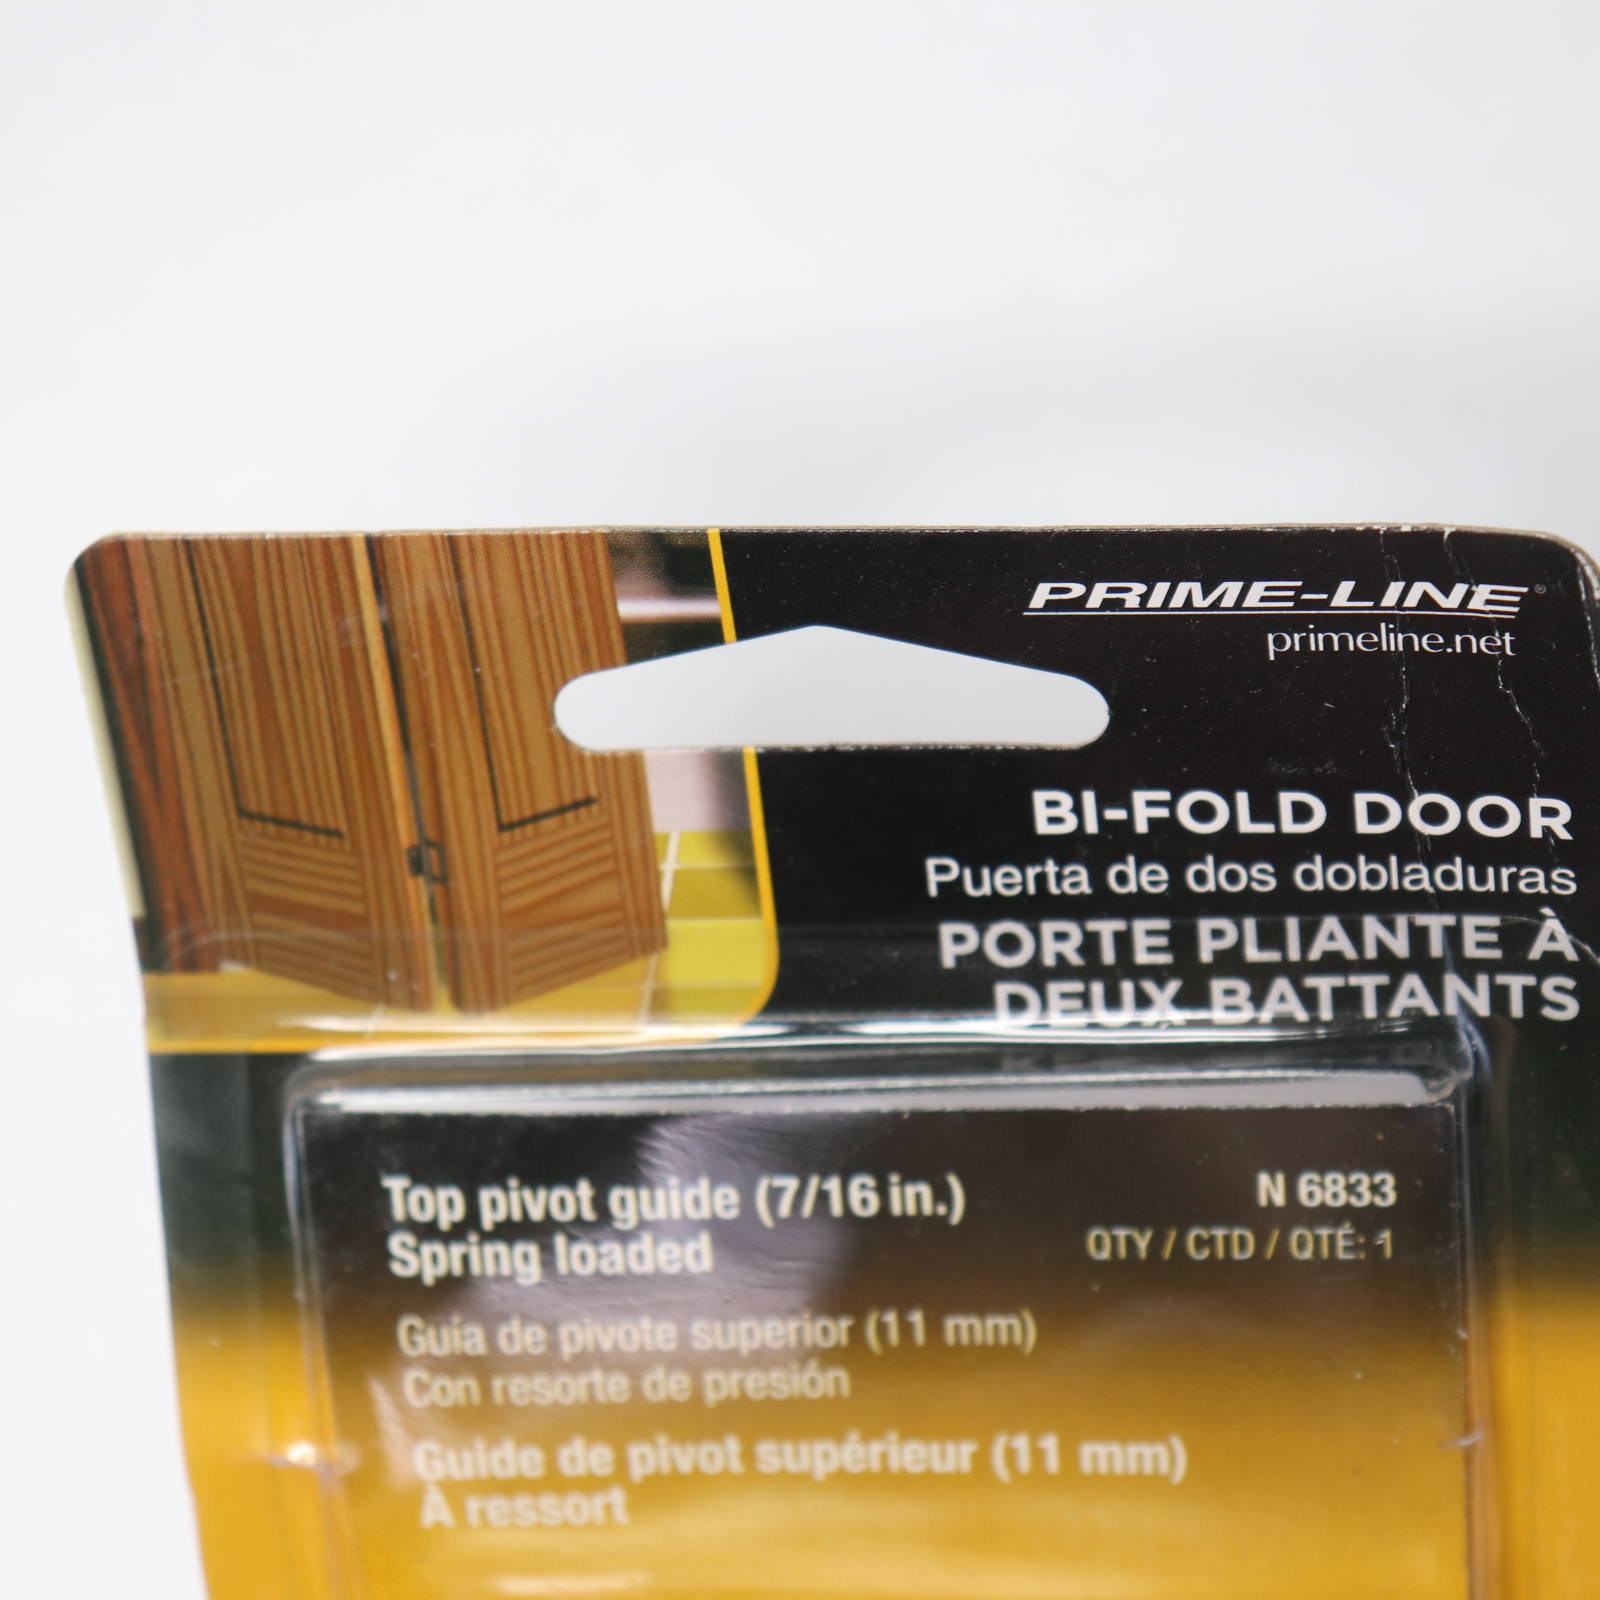 PRIME-LINE®
primeline.net
BI-FOLD DOOR
Puerta de dos dobladuras
PORTE PLIANTE À
DEUX BATTANTS
Top pivot guide (7/16 in.)
Spring loaded
N 6833
QTY / CTD / QTÉ: 1
Guía de pivote superior (11 mm)
Con resorte de presión
Guide de pivot supérieur (11 mm)
À ressort